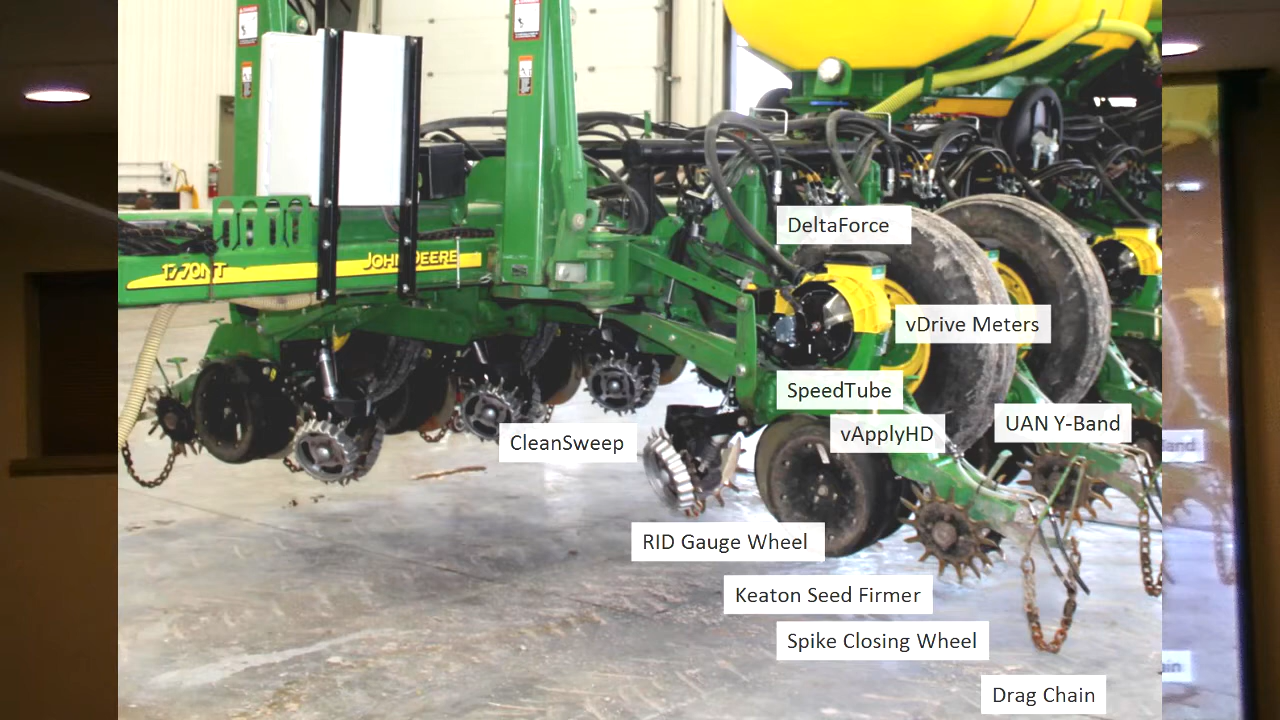 1770NT
JOHN DEERE
DeltaForce
vDrive Meters
SpeedTube
CleanSweep
vApplyHD
UAN Y-Band
RID Gauge Wheel
Keaton Seed Firmer
Spike Closing Wheel
Drag Chain